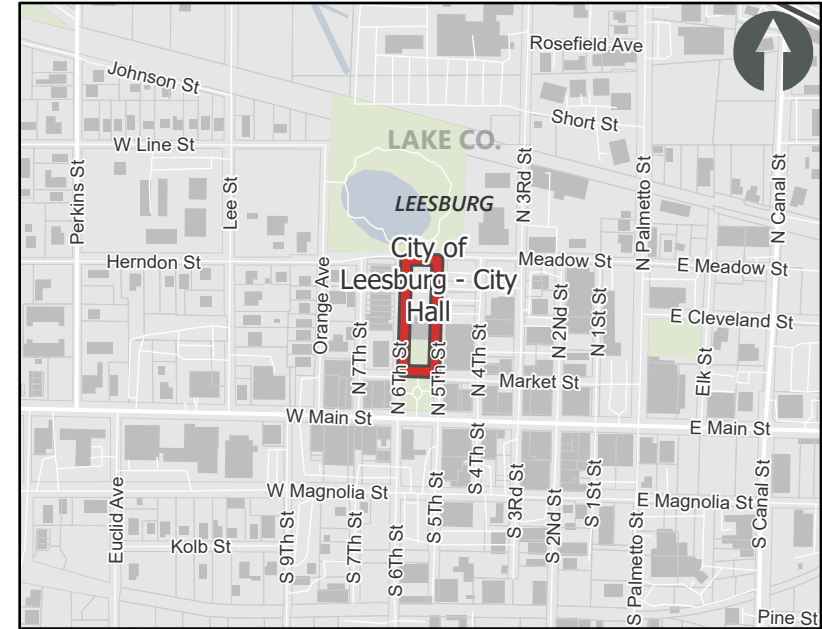 Rosefield Ave
Johnson St
Short St
W Line St
LAKE CO.
Perkins St
Lee St
N 3Rd St
N Palmetto St
N Canal St
LEESBURG
City of
Leesburg - City
Hall
Herndon St
Meadow St
E Meadow St
Orange Ave
N 7Th St
N 6Th St
N 5Th St
N 4Th St
N 2Nd St
N 1St St
E Cleveland St
Elk St
Market St
W Main St
E Main St
S 4Th St
W Magnolia St
E Magnolia St
Euclid Ave
Kolb St
S 9Th St
S 7Th St
S 6Th St
S 5Th St
S 3Rd St
S 2Nd St
S 1St St
S Palmetto St
S Canal St
Pine St